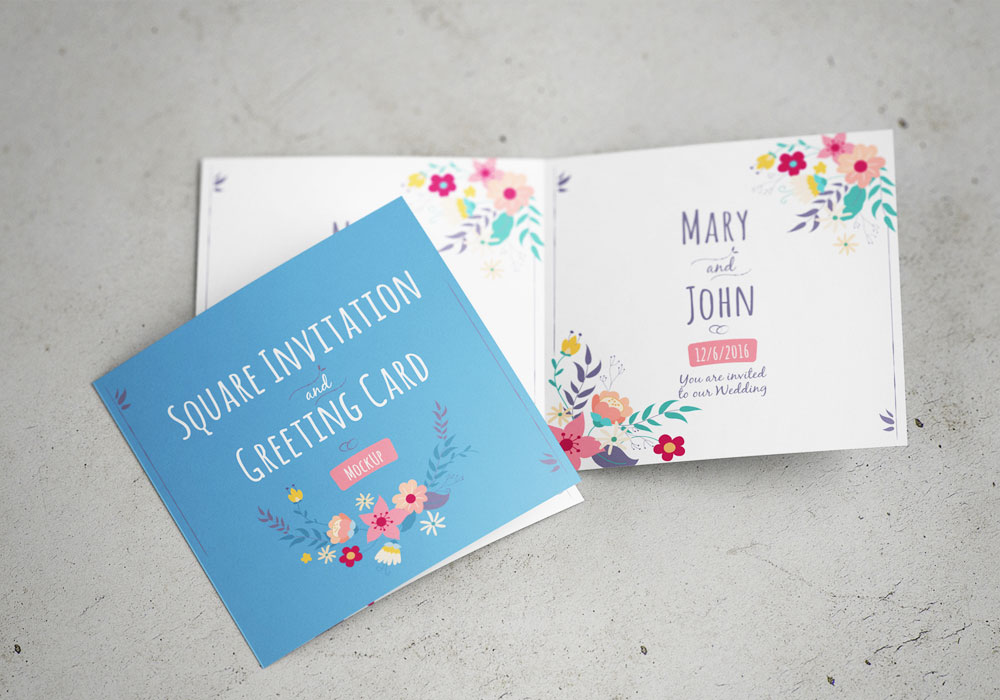 Square Invitation
and
Greeting Card
Mockup
Mary
and
John
12/6/2016
You are invited
to our Wedding